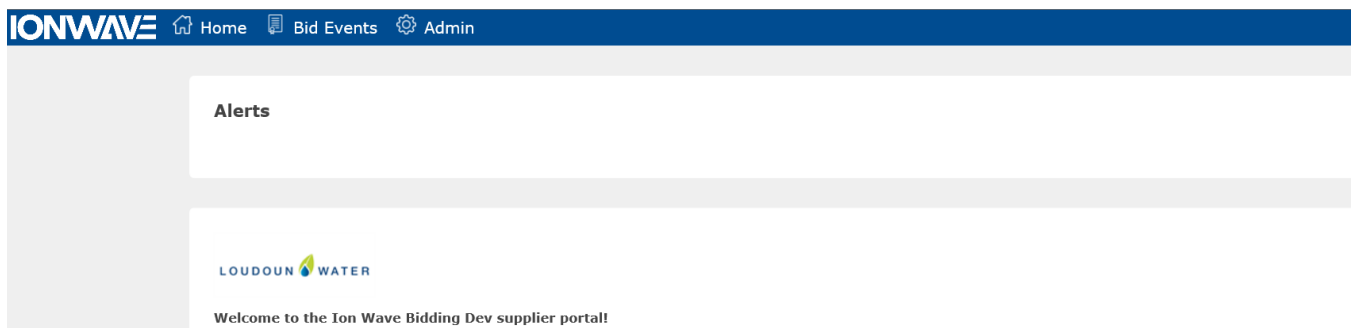 IONWAVE Home Bid Events Admin
Alerts
LOUDOUN WATER
Welcome to the Ion Wave Bidding Dev supplier portal!